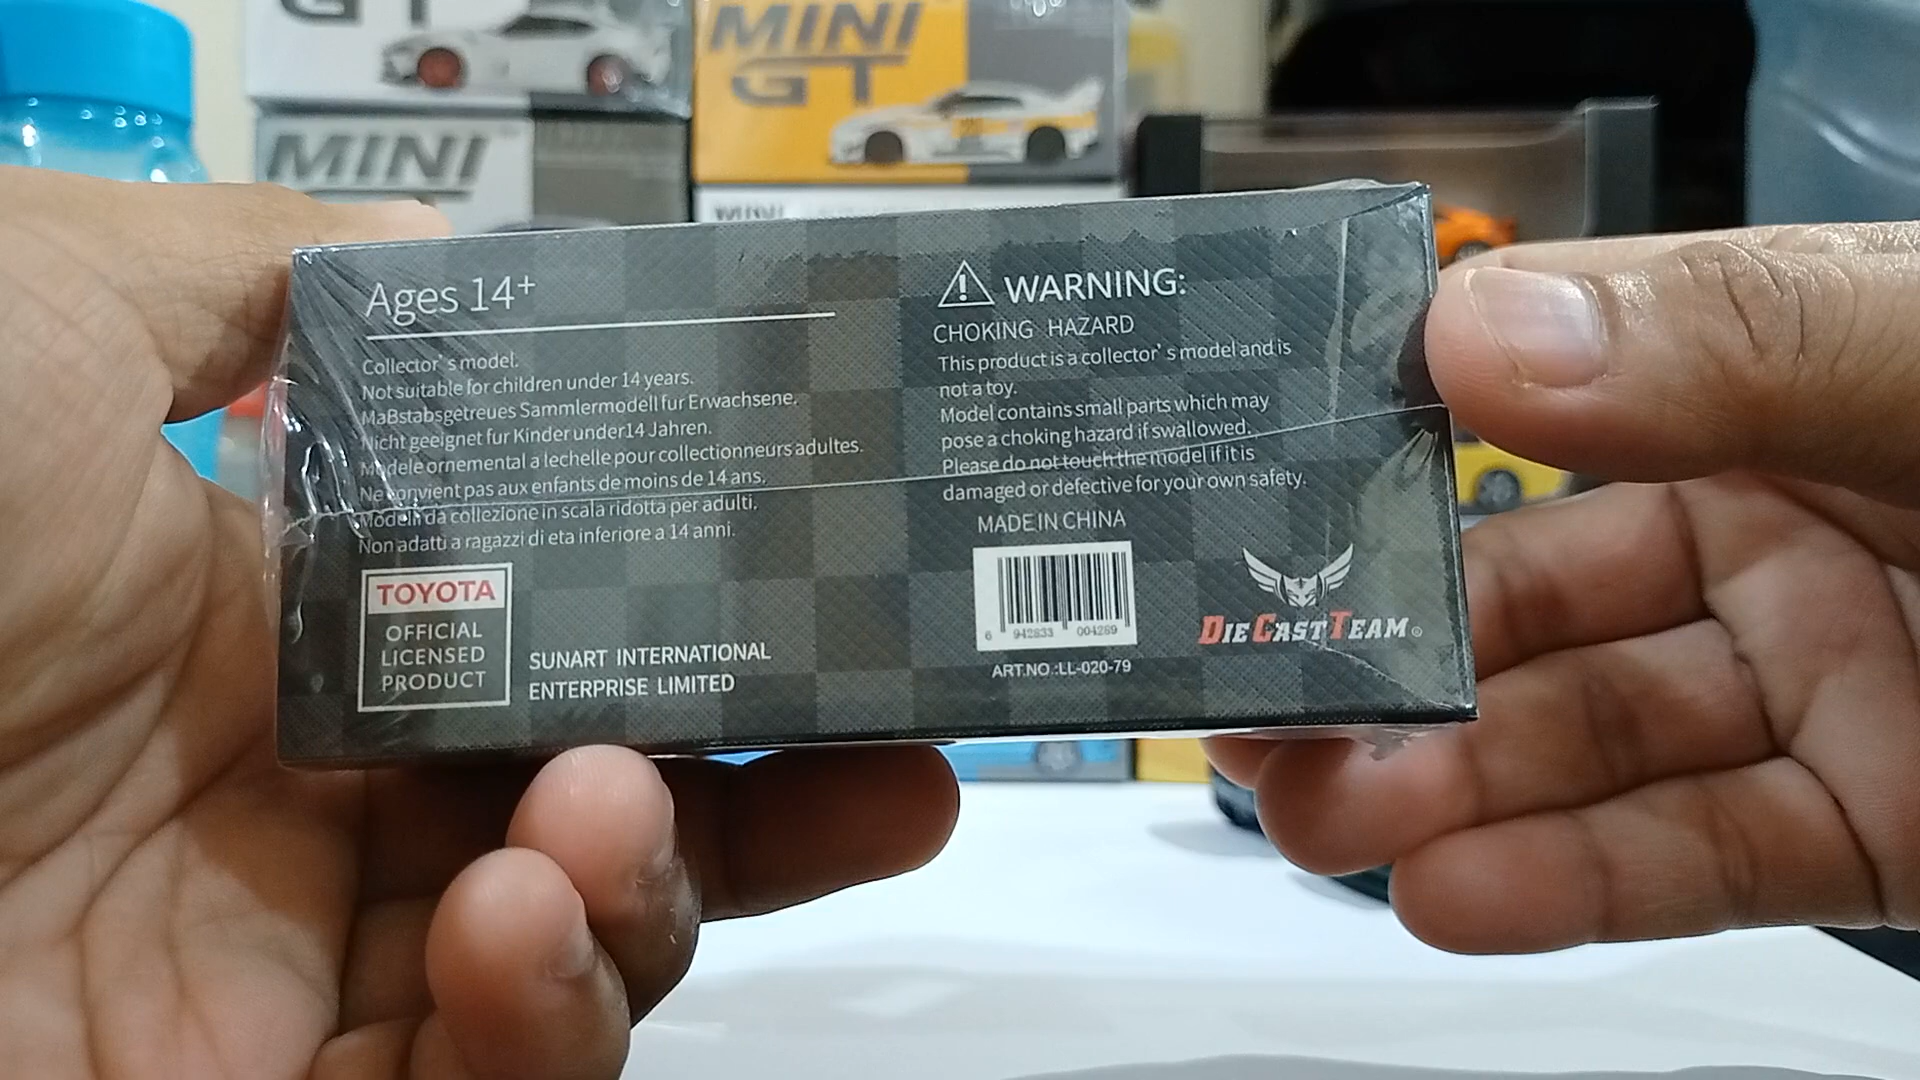 GT
MINI
GT
MINI
MINI
Ages 14+
Collector's model.
Not suitable for children under 14 years.
MaBstabsgetreues Sammlermodell fur Erwachsene.
Nicht geeignet fur Kinder under14 Jahren.
Modele ornemental a lechelle pour collectionneurs adultes.
Ne convient pas aux enfants de moins de 14 ans.
Modelli da collezione in scala ridotta per adulti.
Non adatti a ragazzi di eta inferiore a 14 anni.
TOYOTA
OFFICIAL
LICENSED
PRODUCT
SUNART INTERNATIONAL
ENTERPRISE LIMITED
WARNING:
CHOKING HAZARD
This product is a collector's model and is
not a toy.
Model contains small parts which may
pose a choking hazard if swallowed.
Please do not touch the model if it is
damaged or defective for your own safety.
MADE IN CHINA
6 942833 004289
ART.NO.:LL-020-79
DIE CAST TEAM®